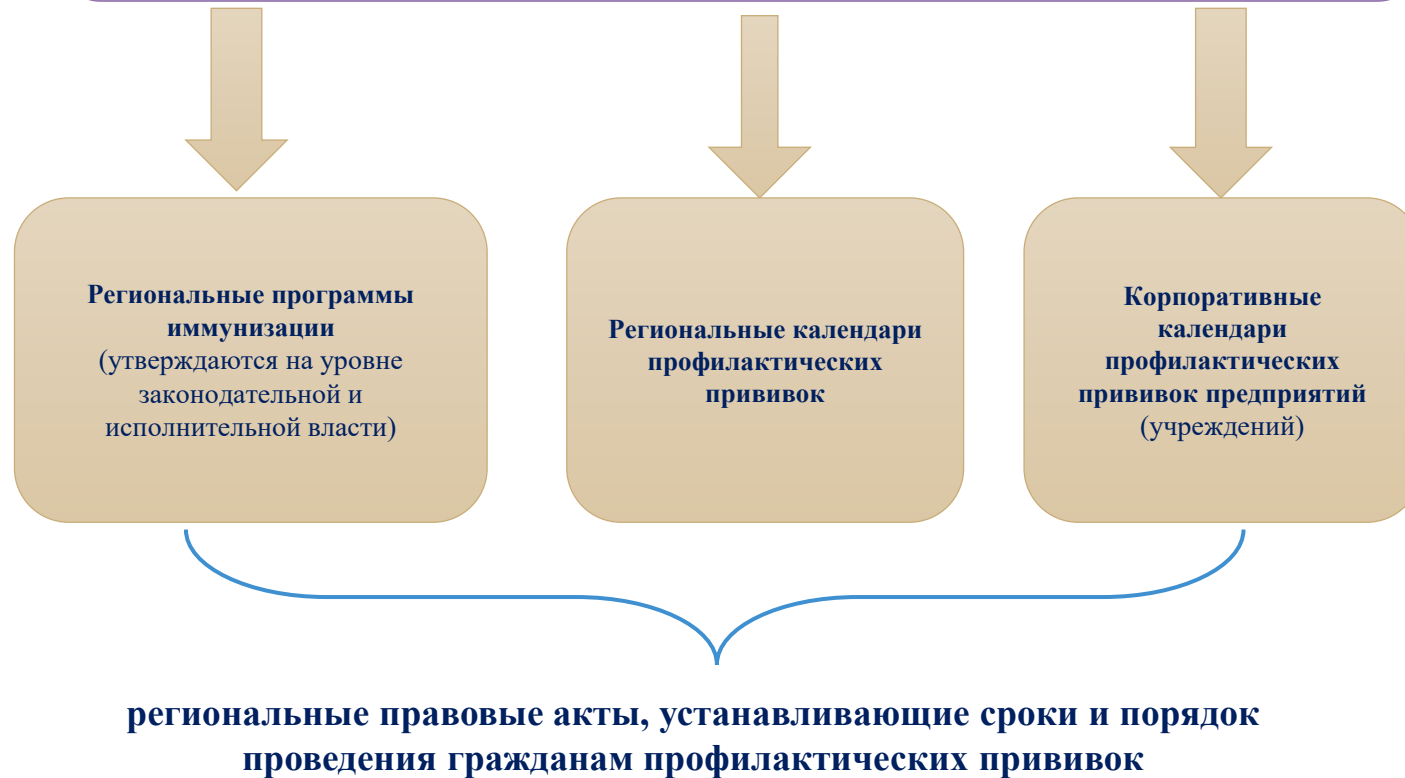 Региональные программы
иммунизации
(утверждаются на уровне
законодательной и
исполнительной власти)
Региональные календари
профилактических
прививок
Корпоративные
календари
профилактических
прививок предприятий
(учреждений)
региональные правовые акты, устанавливающие сроки и порядок
проведения гражданам профилактических прививок